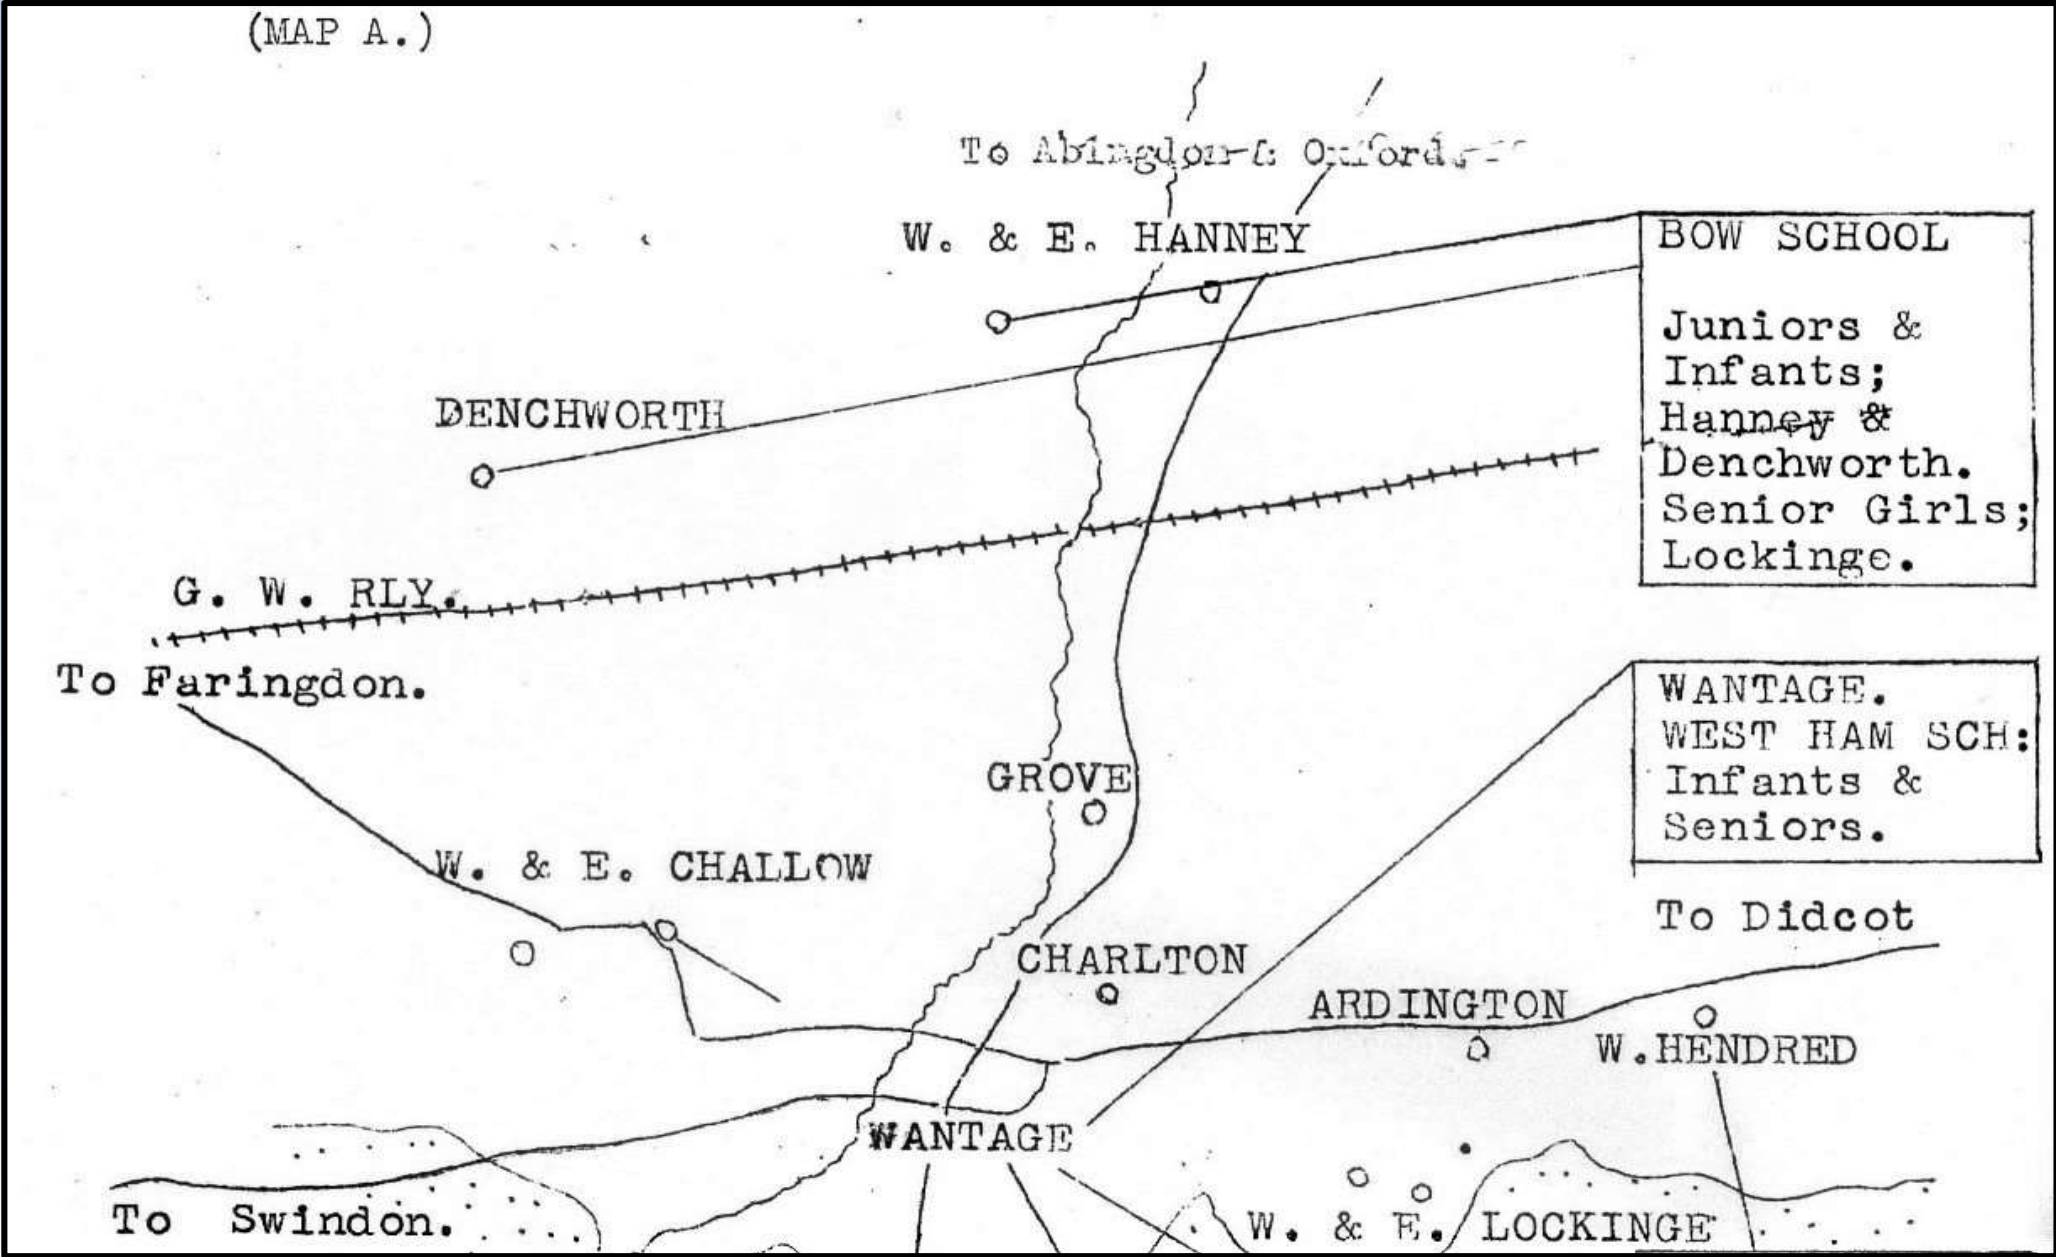 (MAP A.)
To Abingdon & Oxford.
W. & E. HANNEY
BOW SCHOOL
Juniors &
Infants;
Hanney &
Denchworth.
Senior Girls;
Lockinge.
DENCHWORTH
G. W. RLY.
To Faringdon.
WANTAGE.
WEST HAM SCH:
Infants &
Seniors.
GROVE
W. & E. CHALLOW
To Didcot
CHARLTON
ARDINGTON
W.HENDRED
WANTAGE
To Swindon.
W. & E. LOCKINGE